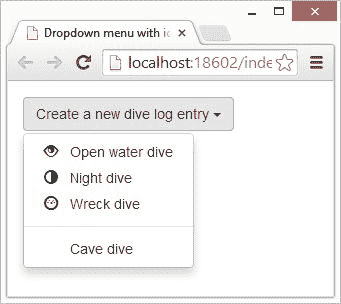 Dropdown menu with ic
localhost:18602/inde
Create a new dive log entry
Open water dive
Night dive
Wreck dive
Cave dive